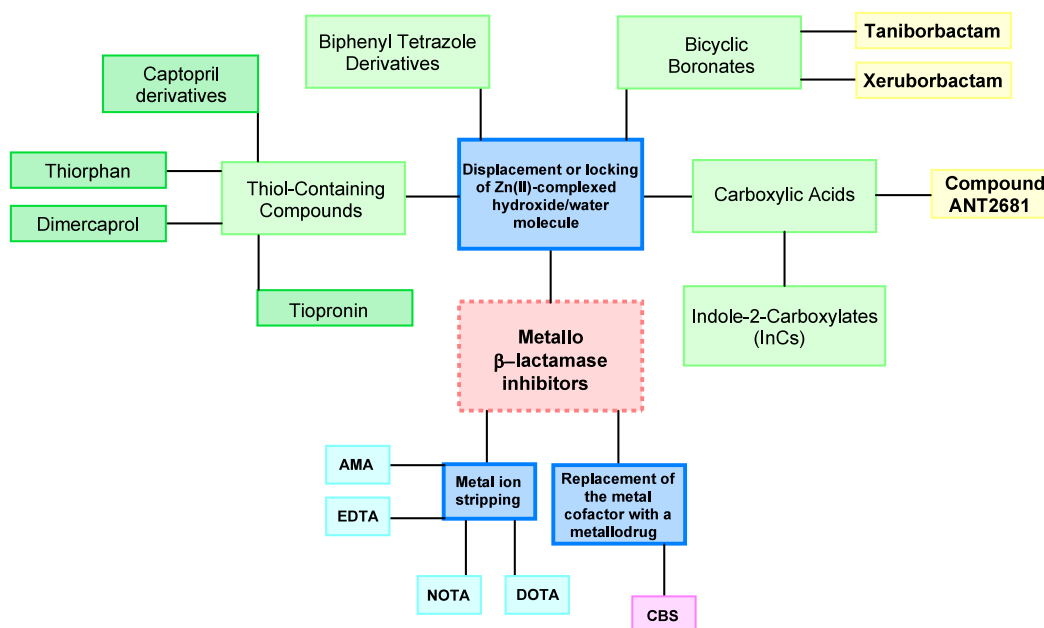 Biphenyl Tetrazole
Derivatives
Bicyclic
Boronates
Taniborbactam
Xeruborbactam
Captopril
derivatives
Thiorphan
Dimercaprol
Thiol-Containing
Compounds
Tiopronin
Displacement or locking
of Zn(II)-complexed
hydroxide/water
molecule
Carboxylic Acids
Compound
ANT2681
Indole-2-Carboxylates
(InCs)
Metallo
β–lactamase
inhibitors
AMA
EDTA
Metal ion
stripping
NOTA
DOTA
Replacement of
the metal
cofactor with a
metallodrug
CBS